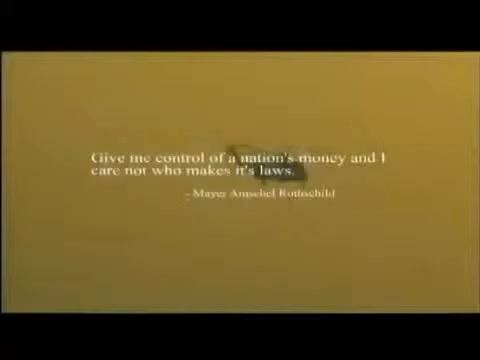 Give me control of a nation's money and I
care not who makes it's laws.
- Mayer Amschel Rothschild